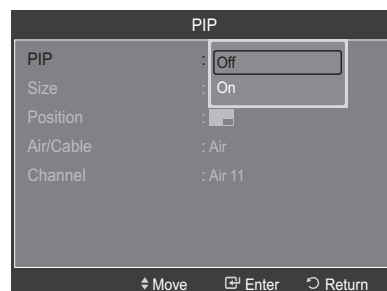 PIP
PIP : Off
Size : On
Position :
Air/Cable : Air
Channel : Air 11
Move Enter Return